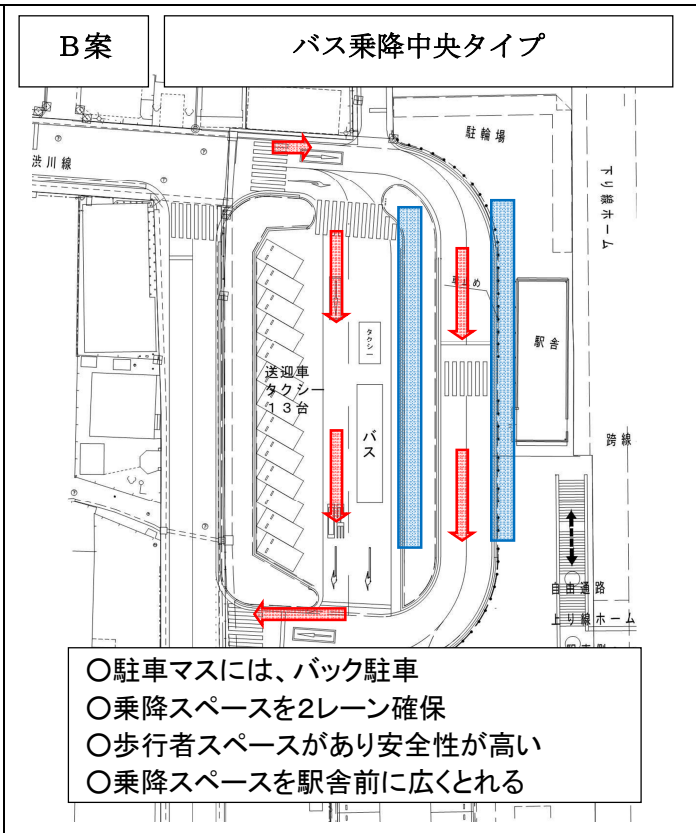 B案
バス乗降中央タイプ
渋川線
駐輪場
下り線ホーム
車止め
駅舎
タクシー
送迎車
タクシー
13台
バス
跨線
自由通路
上り線ホーム
○駐車マスには、バック駐車
○乗降スペースを2レーン確保
○歩行者スペースがあり安全性が高い
○乗降スペースを駅舎前に広くとれる